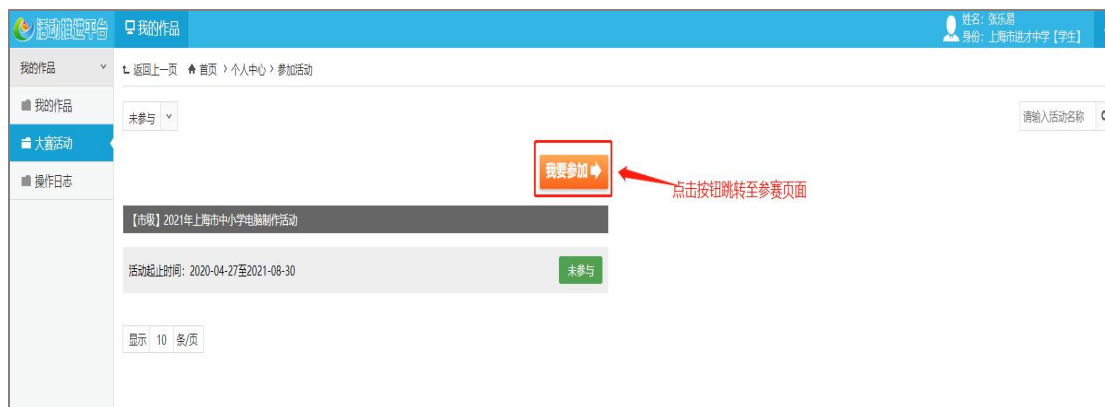 活动推进平台
我的作品
姓名：张乐易
身份：上海市进才中学【学生】
我的作品
返回上一页 首页 > 个人中心 > 参加活动
我的作品
未参与
请输入活动名称
大赛活动
我要参加
操作日志
点击按钮跳转至参赛页面
【市级】2021年上海市中小学电脑制作活动
活动起止时间：2020-04-27至2021-08-30
未参与
显示 10 条/页